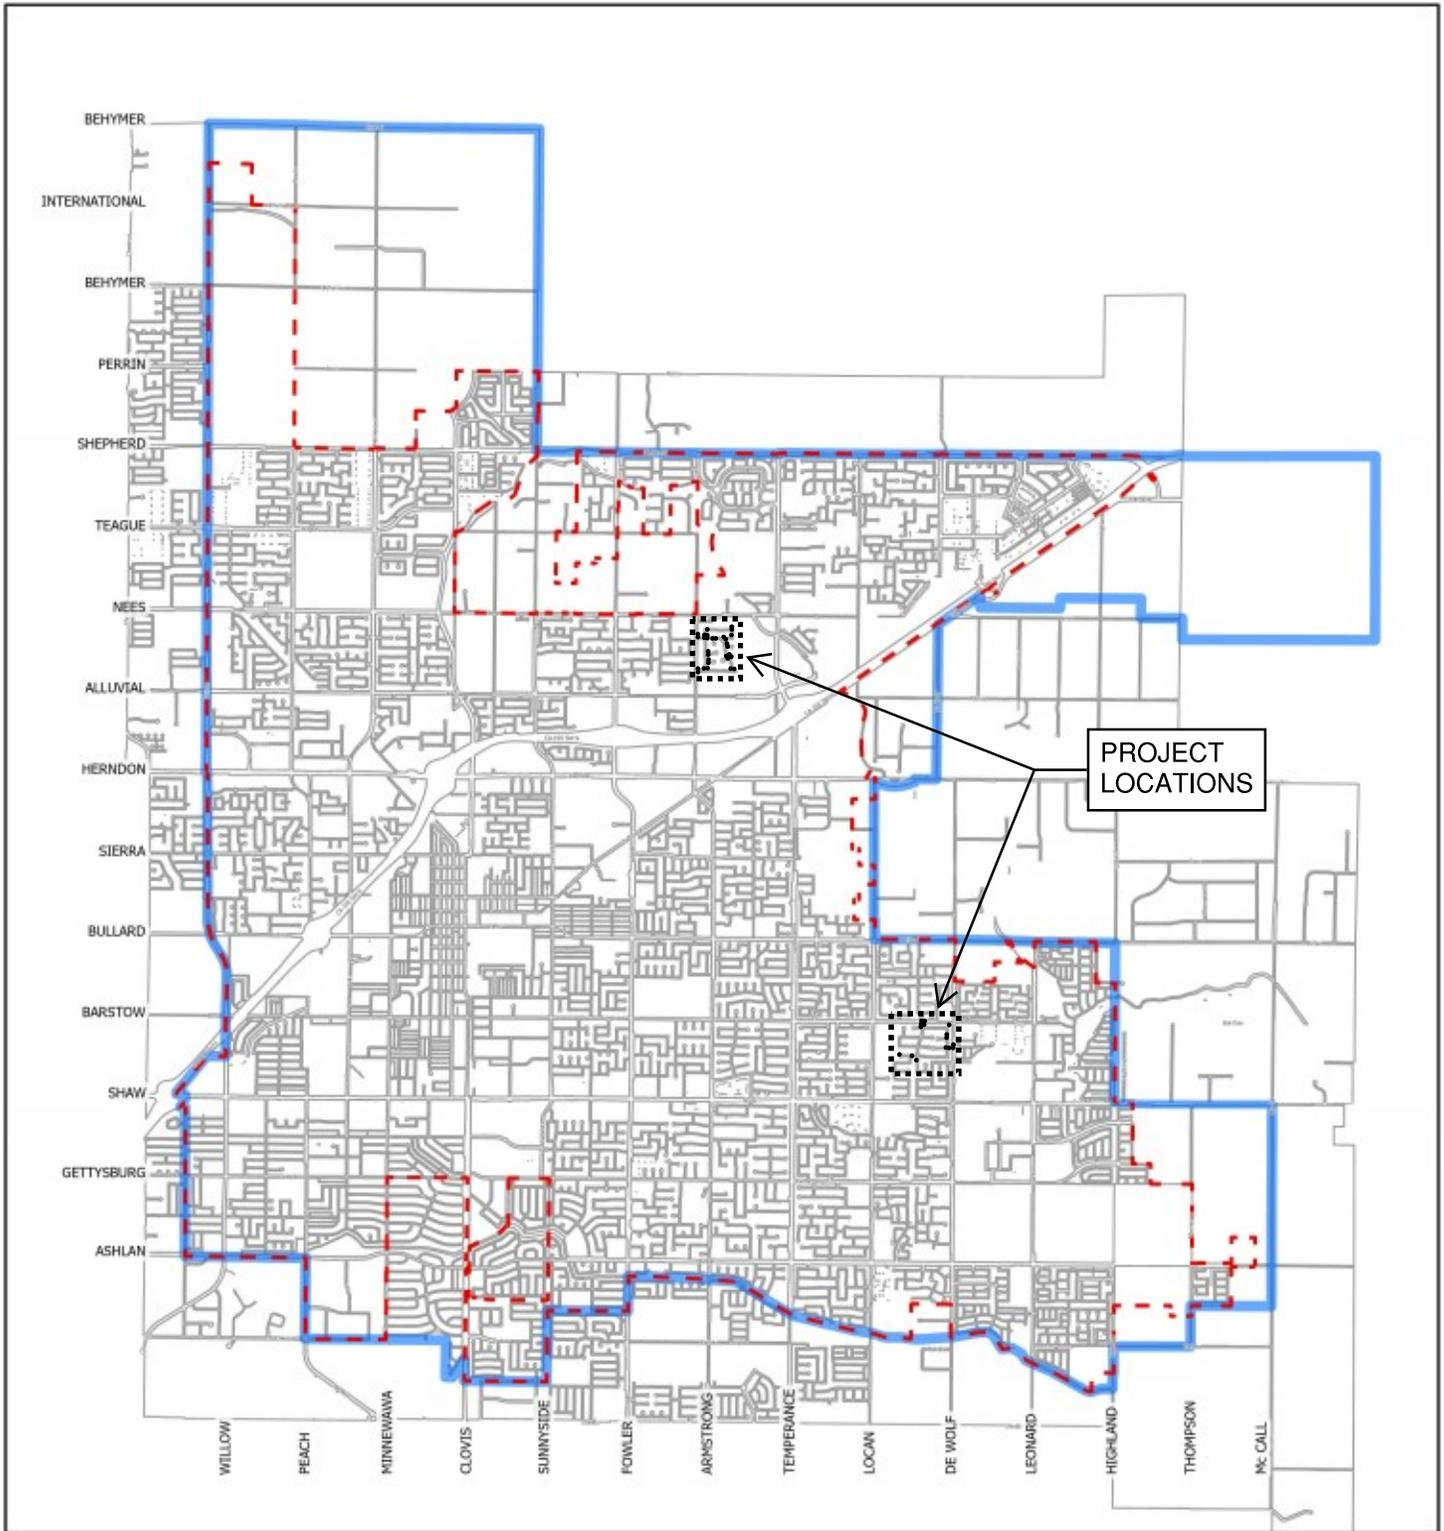 BEHYMER
INTERNATIONAL
BEHYMER
PERRIN
SHEPHERD
TEAGUE
NEES
ALLUVIAL
HERNDON
SIERRA
BULLARD
BARSTOW
SHAW
GETTYSBURG
ASHLAN
PROJECT
LOCATIONS
WILLOW
PEACH
MINNEWAWA
CLOVIS
SUNNYSIDE
FOWLER
ARMSTRONG
TEMPERANCE
LOCAN
DE WOLF
LEONARD
HIGHLAND
THOMPSON
Mc CALL